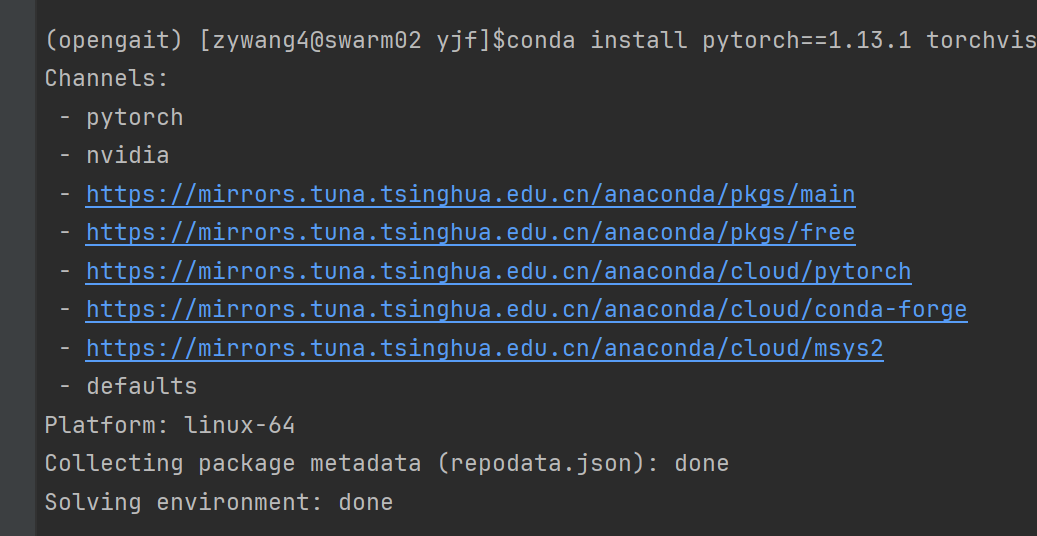 (opengait) [zywang4@swarm02 yjf]$conda install pytorch==1.13.1 torchvis
Channels:
- pytorch
- nvidia
- https://mirrors.tuna.tsinghua.edu.cn/anaconda/pkgs/main
- https://mirrors.tuna.tsinghua.edu.cn/anaconda/pkgs/free
- https://mirrors.tuna.tsinghua.edu.cn/anaconda/cloud/pytorch
- https://mirrors.tuna.tsinghua.edu.cn/anaconda/cloud/conda-forge
- https://mirrors.tuna.tsinghua.edu.cn/anaconda/cloud/msys2
- defaults
Platform: linux-64
Collecting package metadata (repodata.json): done
Solving environment: done